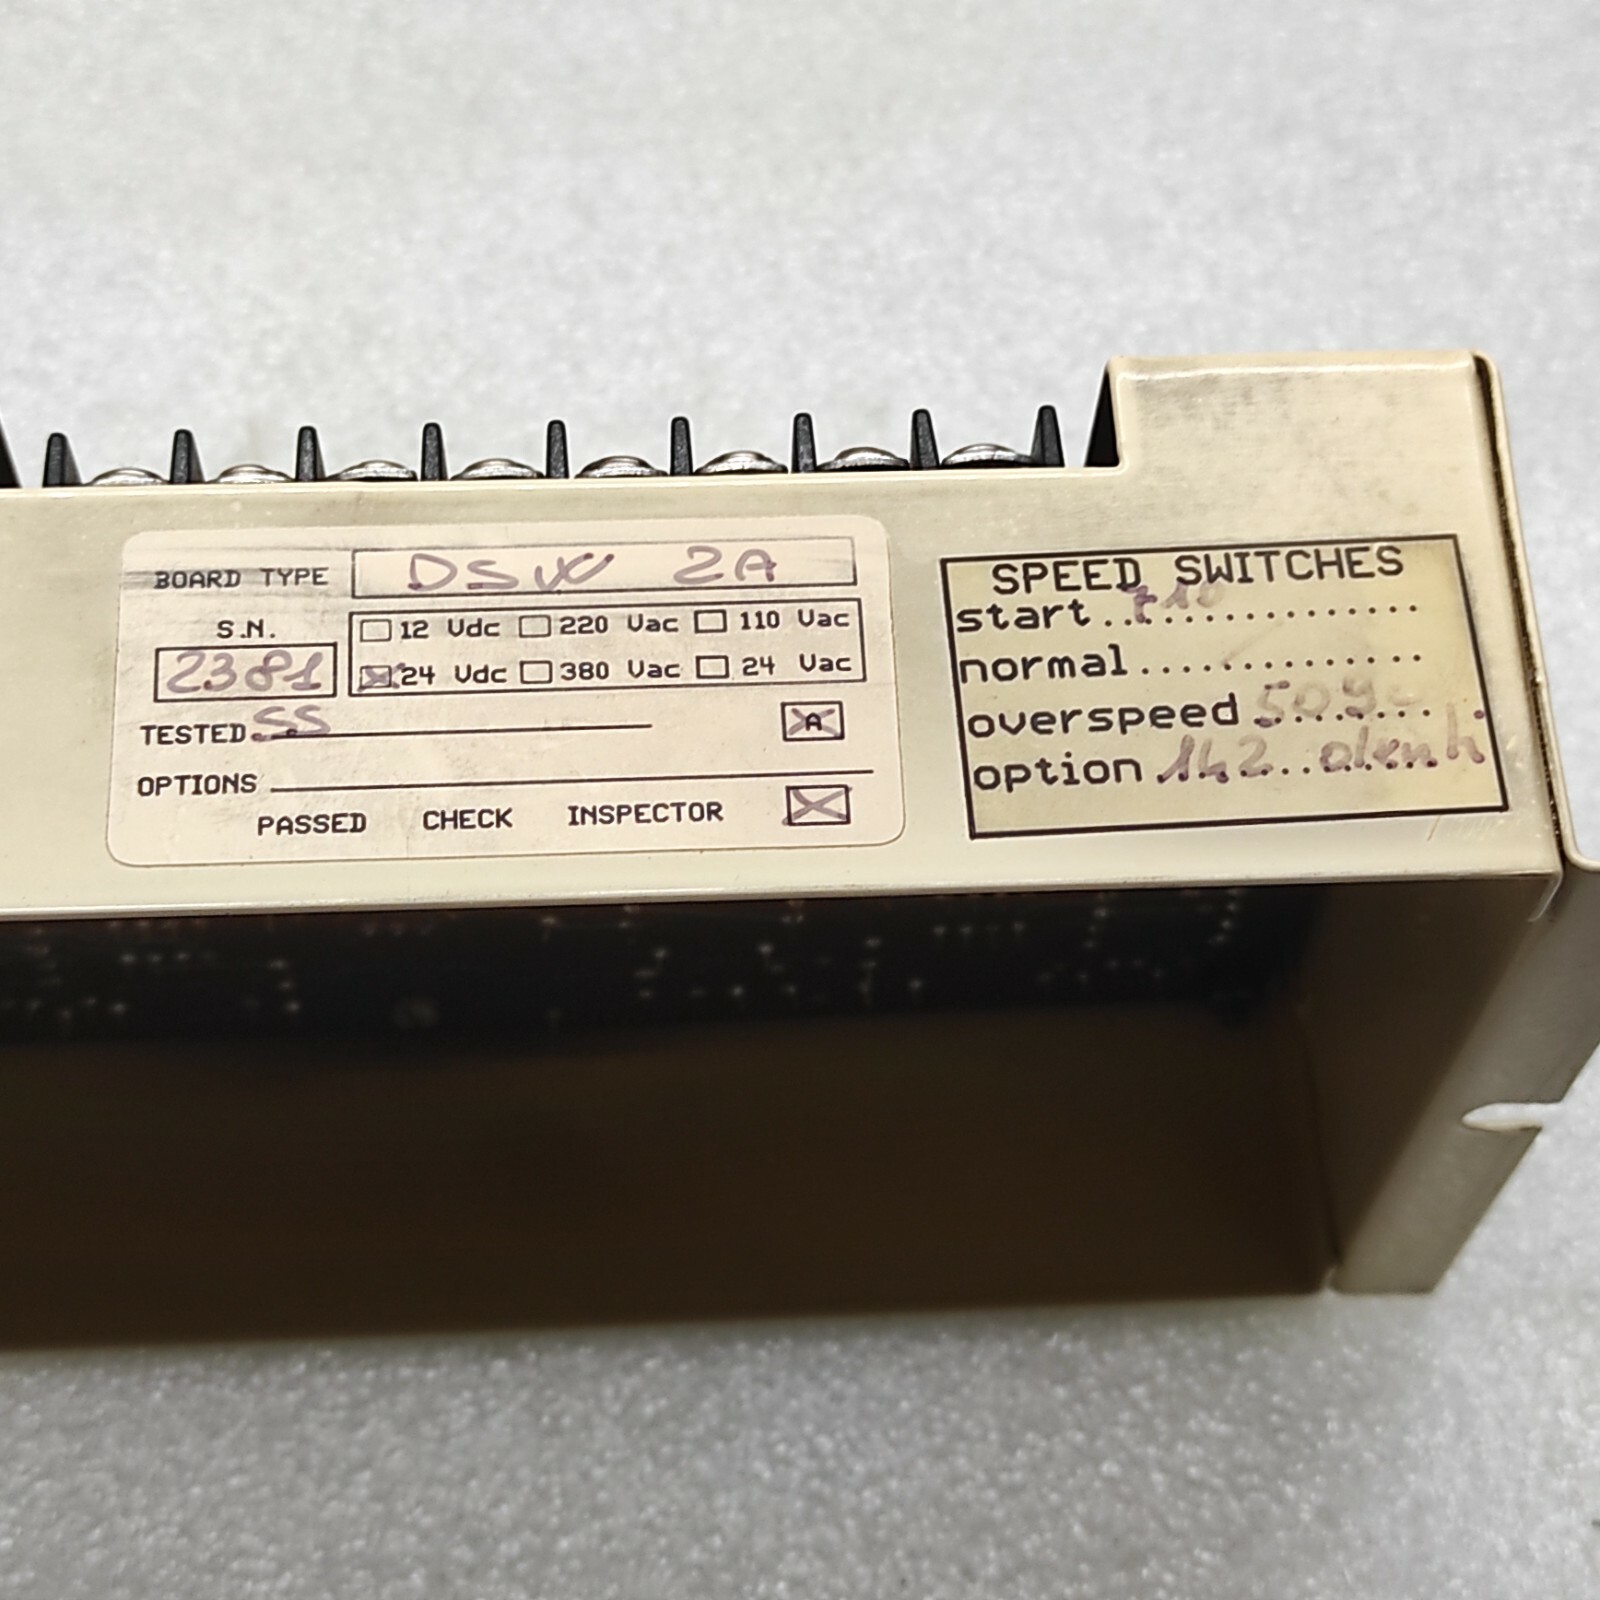 BOARD TYPE DSW 2A
S.N. 2381
12 Vdc 220 Vac 110 Vac
24 Vdc 380 Vac 24 Vac
TESTED SS
A
OPTIONS
PASSED CHECK INSPECTOR
SPEED SWITCHES
start..............
normal..............
overspeed
option 142